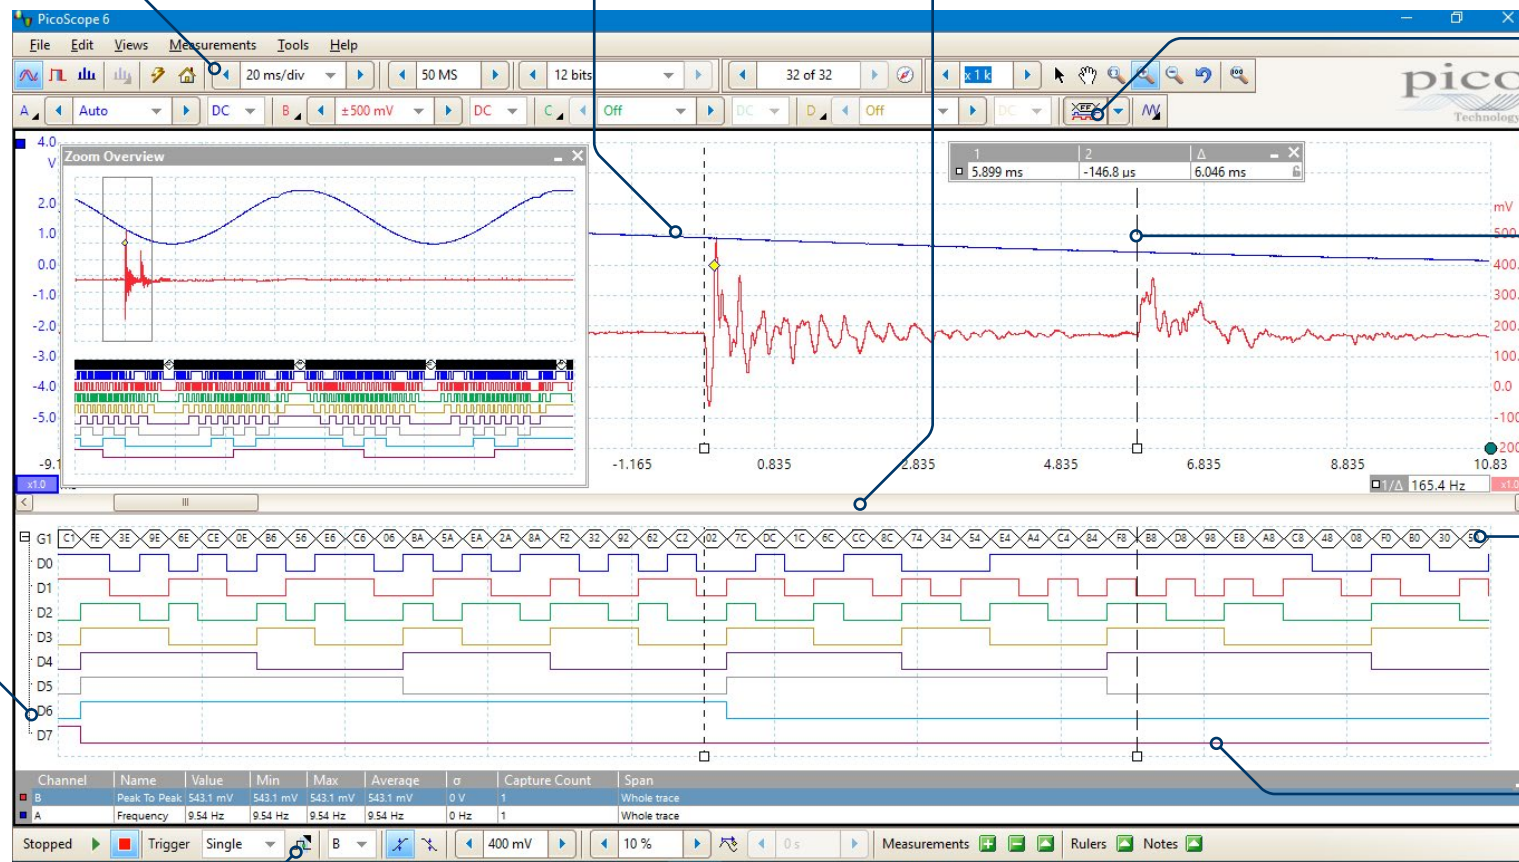 PicoScope 6
File Edit Views Measurements Tools Help
20 ms/div 50 MS 12 bits 32 of 32 x 1 k
pico
Technology
A Auto DC B ±500 mV DC C Off DC D Off DC
4.0
V
2.0
1.0
0.0
-1.0
-2.0
-3.0
-4.0
-5.0
Zoom Overview
1 2 Δ
5.899 ms -146.8 µs 6.046 ms
mV
500.
400.
300.
200.
100.
0.0
-100
-200
-9.1 -1.165 0.835 2.835 4.835 6.835 8.835 10.83
x1.0 ms 1/Δ 165.4 Hz x1.0
G1 C1 FE 3E 9E 6E CE 0E B6 56 E6 C6 06 BA 5A EA 2A 8A F2 32 92 62 C2 02 7C DC 1C 6C CC 8C 74 34 54 E4 A4 C4 84 F8 B8 D8 98 E8 A8 C8 48 08 F0 B0 30
D0
D1
D2
D3
D4
D5
D6
D7
Channel Name Value Min Max Average σ Capture Count Span
B Peak To Peak 543.1 mV 543.1 mV 543.1 mV 543.1 mV 0 V 1 Whole trace
A Frequency 9.54 Hz 9.54 Hz 9.54 Hz 9.54 Hz 0 Hz 1 Whole trace
Stopped Trigger Single B 400 mV 10 % 0 s Measurements Rulers Notes